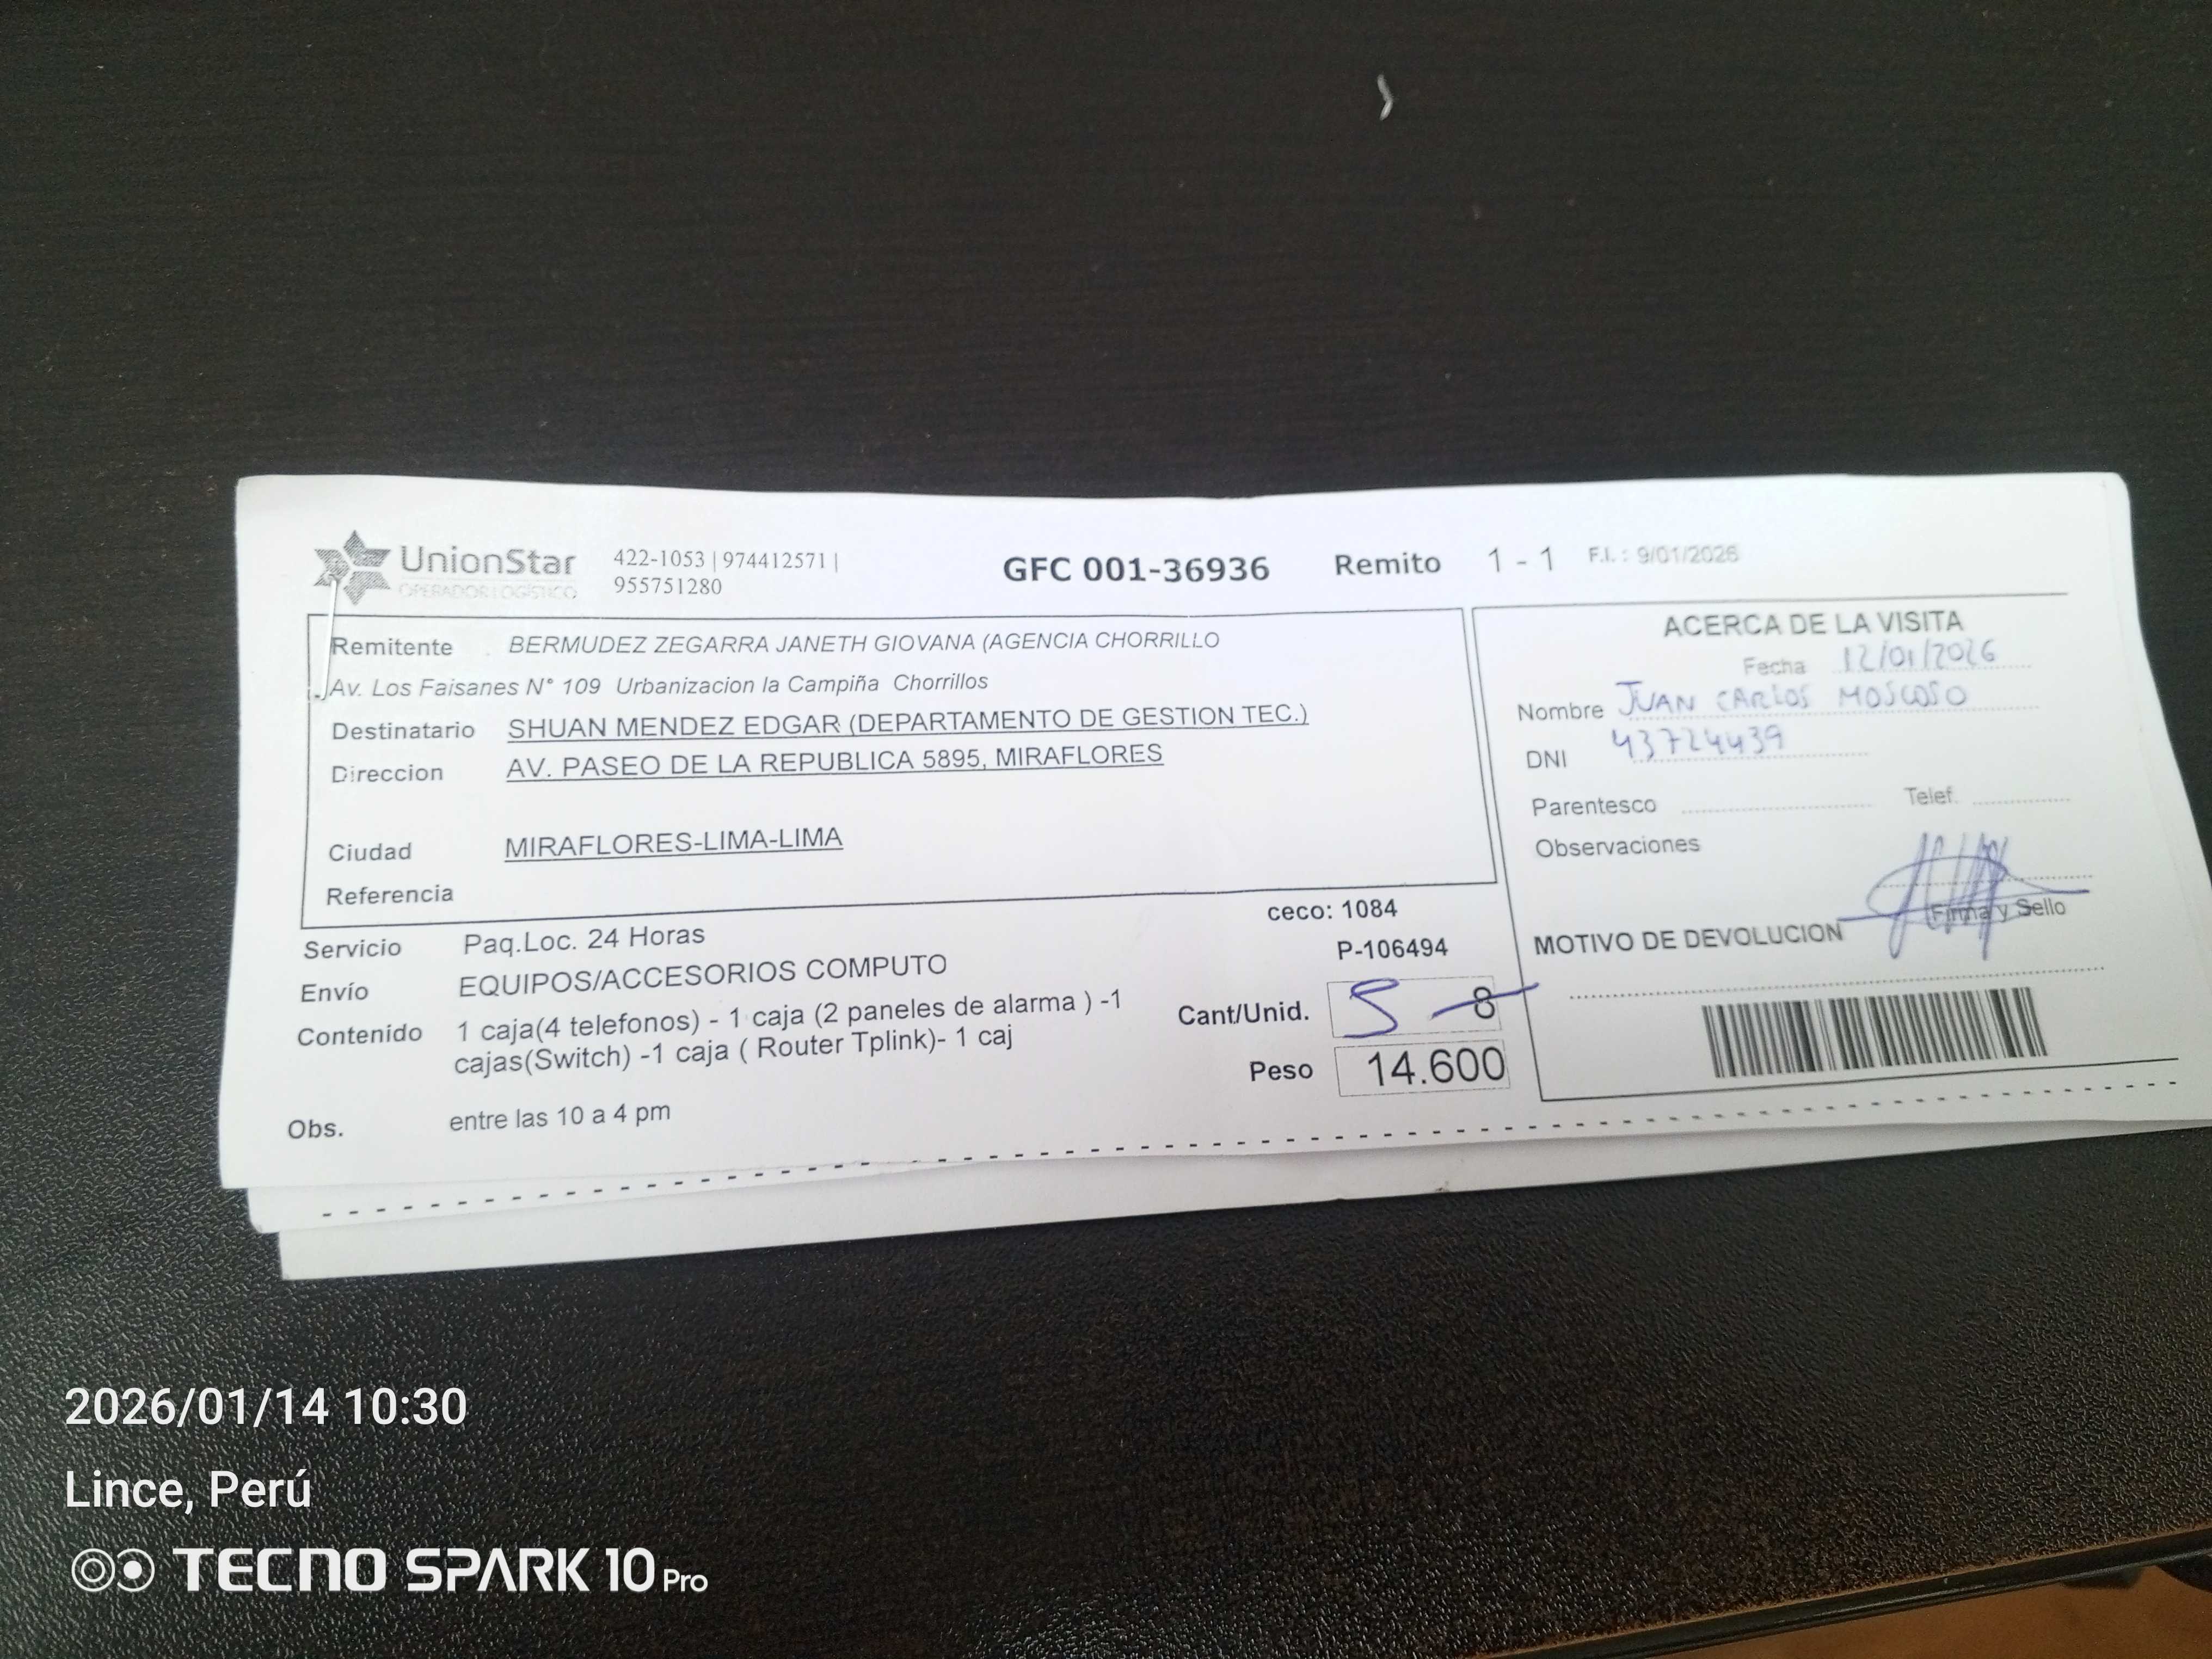 UnionStar
OPERADOR LOGÍSTICO
422-1053 | 974412571 |
955751280
GFC 001-36936
Remito 1 - 1
F.I. : 9/01/2026
Remitente BERMUDEZ ZEGARRA JANETH GIOVANA (AGENCIA CHORRILLO
Av. Los Faisanes N° 109 Urbanizacion la Campiña Chorrillos
Destinatario SHUAN MENDEZ EDGAR (DEPARTAMENTO DE GESTION TEC.)
Direccion AV. PASEO DE LA REPUBLICA 5895, MIRAFLORES
Ciudad MIRAFLORES-LIMA-LIMA
Referencia
ceco: 1084
Servicio Paq.Loc. 24 Horas
P-106494
Envío EQUIPOS/ACCESORIOS COMPUTO
Contenido 1 caja(4 telefonos) - 1 caja (2 paneles de alarma ) -1
cajas(Switch) -1 caja ( Router Tplink)- 1 caj
Cant/Unid. 5 8
Peso 14.600
Obs. entre las 10 a 4 pm
ACERCA DE LA VISITA
Fecha 12/01/2026
Nombre JUAN CARLOS MOSCOSO
DNI 43724439
Parentesco Telef.
Observaciones
Firma y Sello
MOTIVO DE DEVOLUCION
2026/01/14 10:30
Lince, Perú
TECNO SPARK 10 Pro